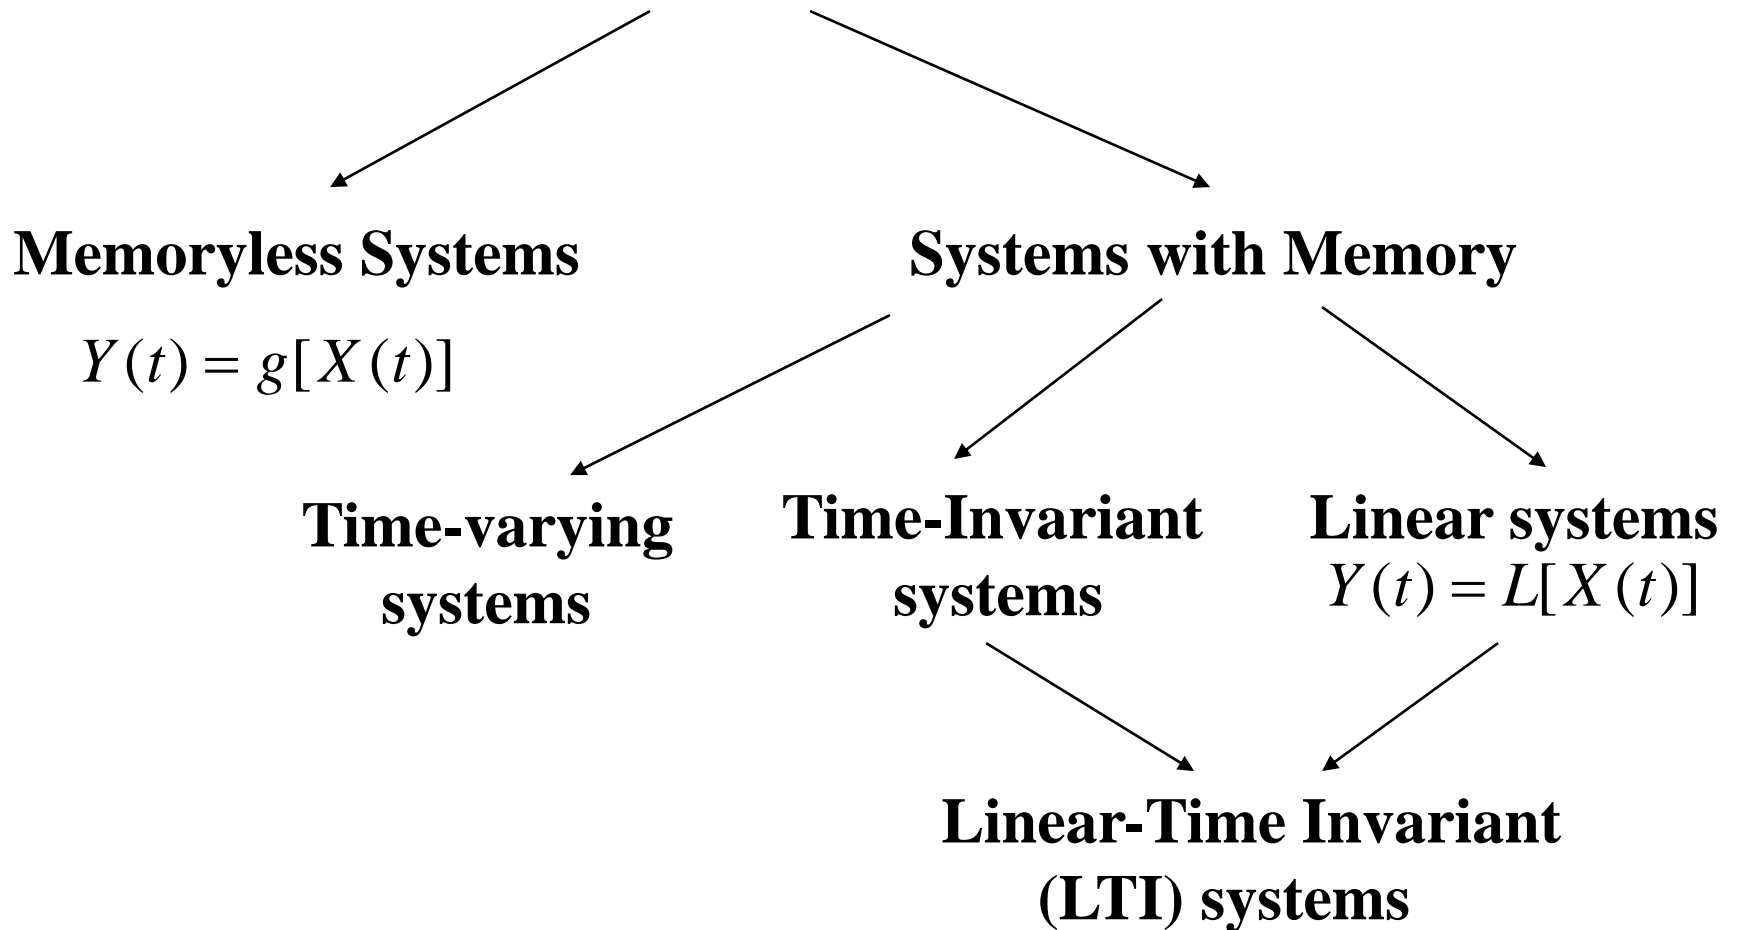 Memoryless Systems
Systems with Memory
Y(t) = g[X(t)]
Time-varying
systems
Time-Invariant
systems
Linear systems
Y(t) = L[X(t)]
Linear-Time Invariant
(LTI) systems